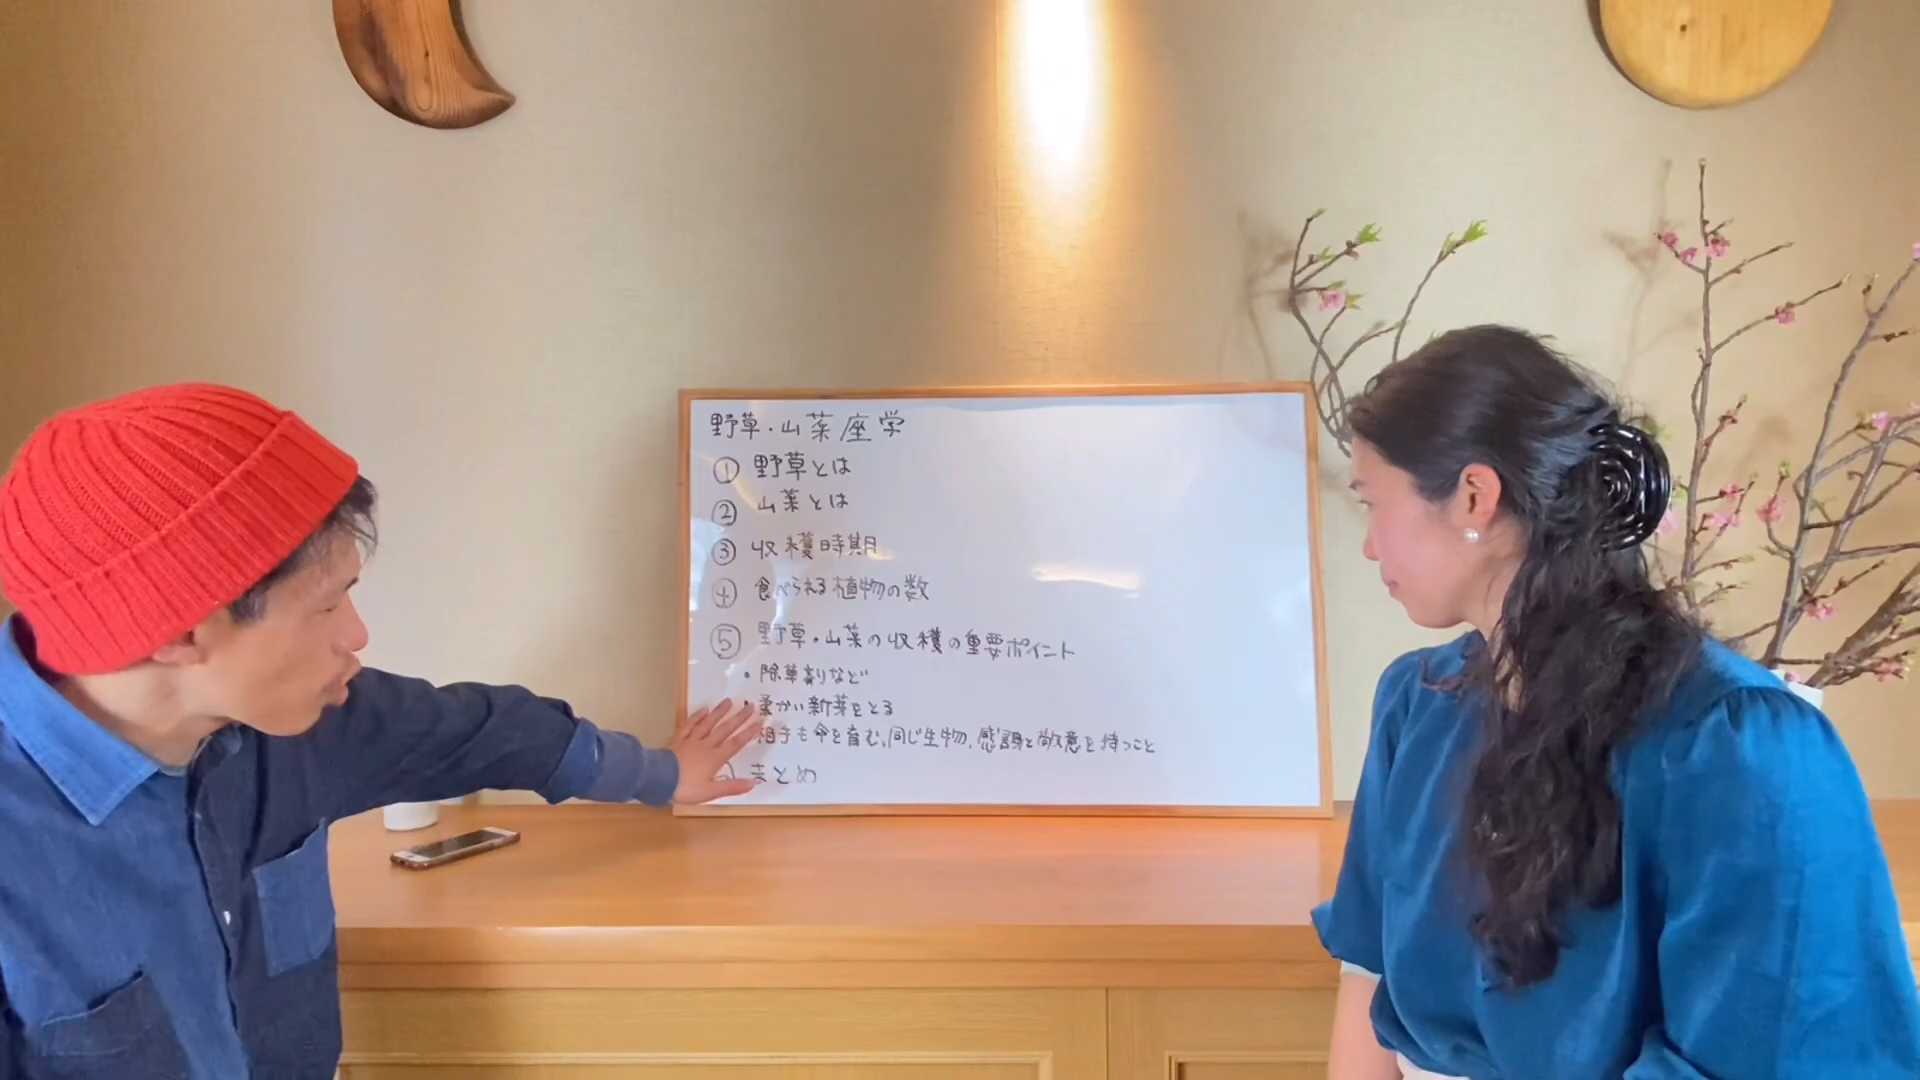 野草・山菜座学
① 野草とは
② 山菜とは
③ 収穫時期
④ 食べられる植物の数
⑤ 野草・山菜の収穫の重要ポイント
・除草剤など
・柔かい新芽をとる
相手も命を育む、同じ生物、感謝と敬意を持つこと
まとめ